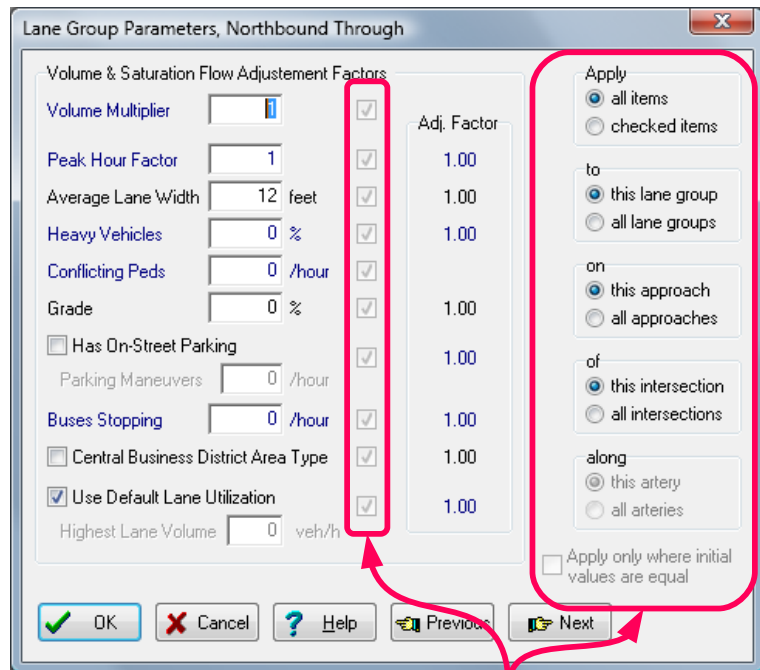 Lane Group Parameters, Northbound Through
Volume & Saturation Flow Adjustement Factors
Volume Multiplier 1
Adj. Factor
Peak Hour Factor 1 1.00
Average Lane Width 12 feet 1.00
Heavy Vehicles 0 % 1.00
Conflicting Peds 0 /hour
Grade 0 % 1.00
Has On-Street Parking 1.00
Parking Maneuvers 0 /hour
Buses Stopping 0 /hour 1.00
Central Business District Area Type 1.00
Use Default Lane Utilization 1.00
Highest Lane Volume 0 veh/h
Apply
all items
checked items
to
this lane group
all lane groups
on
this approach
all approaches
of
this intersection
all intersections
along
this artery
all arteries
Apply only where initial
values are equal
OK Cancel Help Previous Next